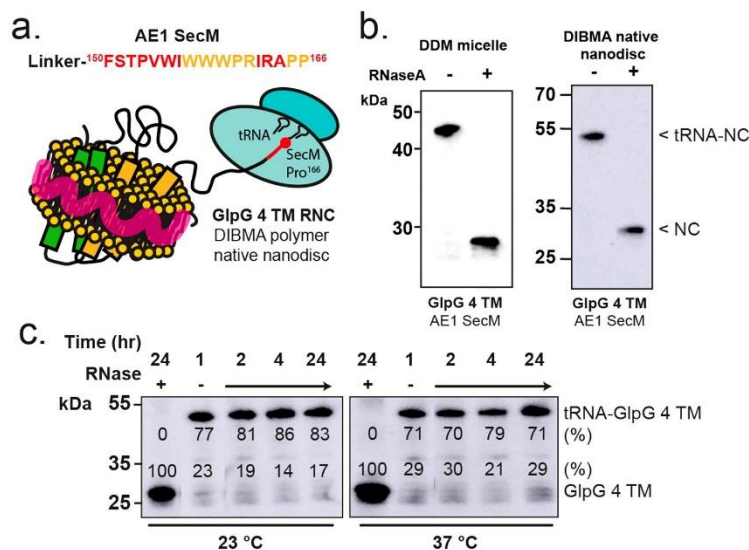 a.
AE1 SecM
Linker-¹⁵⁰FSTPVWIWWWPRIRAPP¹⁶⁶
tRNA
SecM
Pro¹⁶⁶
GlpG 4 TM RNC
DIBMA polymer
native nanodisc
b.
DDM micelle
RNaseA - +
kDa
50
40
30
GlpG 4 TM
AE1 SecM
DIBMA native
nanodisc
- +
70
55
35
25
< tRNA-NC
< NC
GlpG 4 TM
AE1 SecM
c.
Time (hr) 24 1 2 4 24 24 1 2 4 24
RNase + - + -
kDa
55
35
25
0 77 81 86 83 0 71 70 79 71 (%)
100 23 19 14 17 100 29 30 21 29 (%)
tRNA-GlpG 4 TM
GlpG 4 TM
23 °C 37 °C